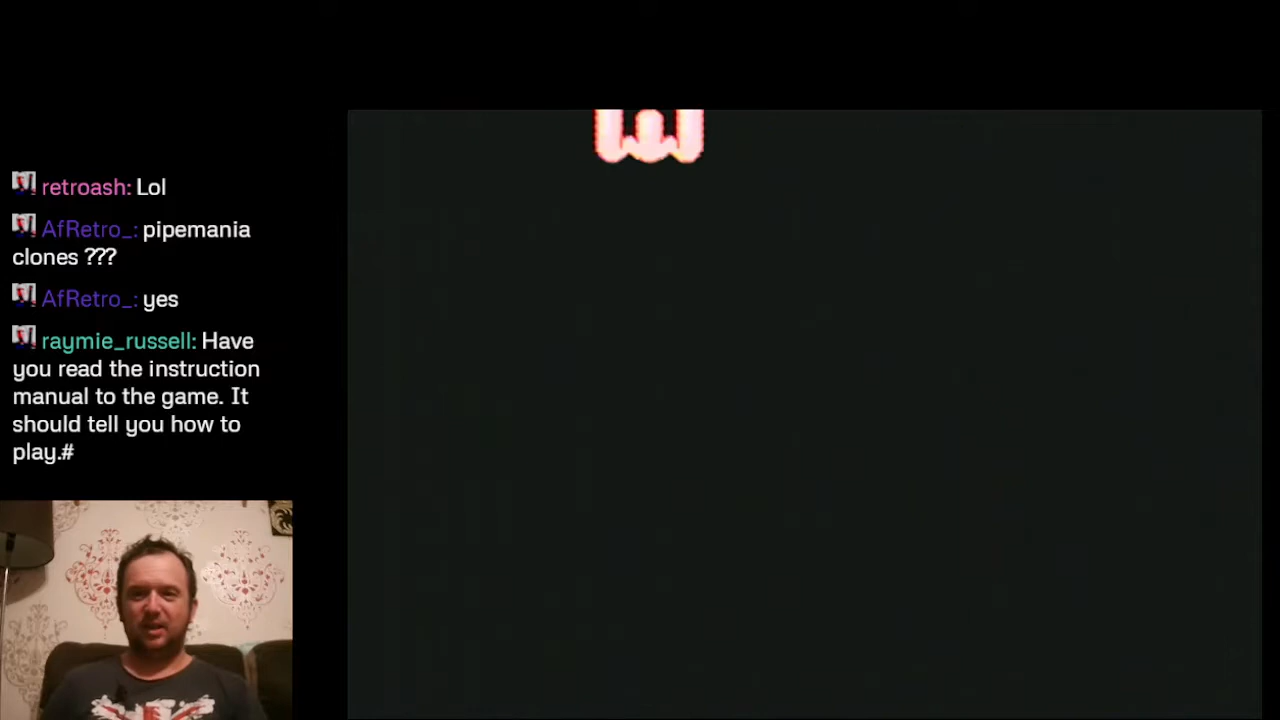 retroash: Lol
AfRetro_: pipemania
clones ???
AfRetro_: yes
raymie_russell: Have
you read the instruction
manual to the game. It
should tell you how to
play.#